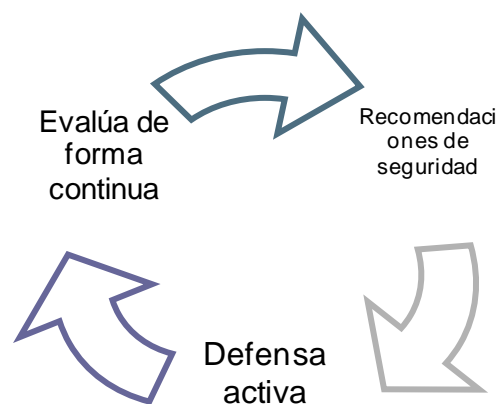 Evalúa de
forma
continua
Recomendaci
ones de
seguridad
Defensa
activa